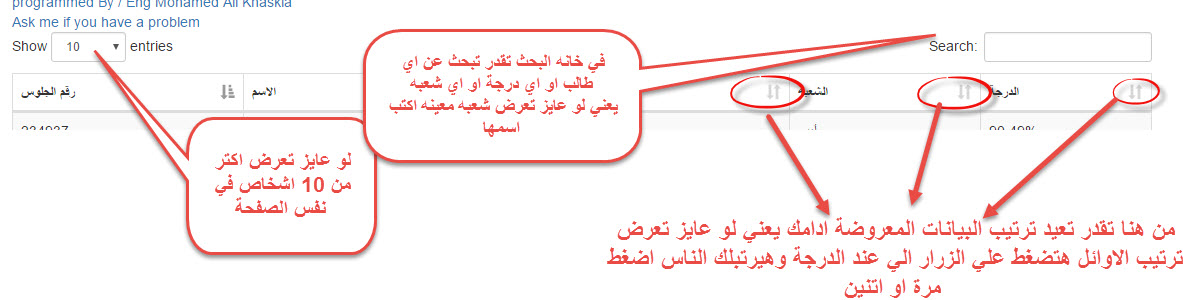 programmed By / Eng Mohamed Ali Khaskia
Ask me if you have a problem
Show 10 entries
Search:
رقم الجلوس
الاسم
الشعبة
الدرجة
في خانه البحث تقدر تبحث عن اي
طالب او اي درجة او اي شعبه
يعني لو عايز تعرض شعبه معينه اكتب
اسمها
لو عايز تعرض اكتر
من 10 اشخاص في
نفس الصفحة
من هنا تقدر تعيد ترتيب البيانات المعروضة ادامك يعني لو عايز تعرض
ترتيب الاوائل هتضغط علي الزرار الي عند الدرجة وهيرتبلك الناس اضغط
مرة او اتنين